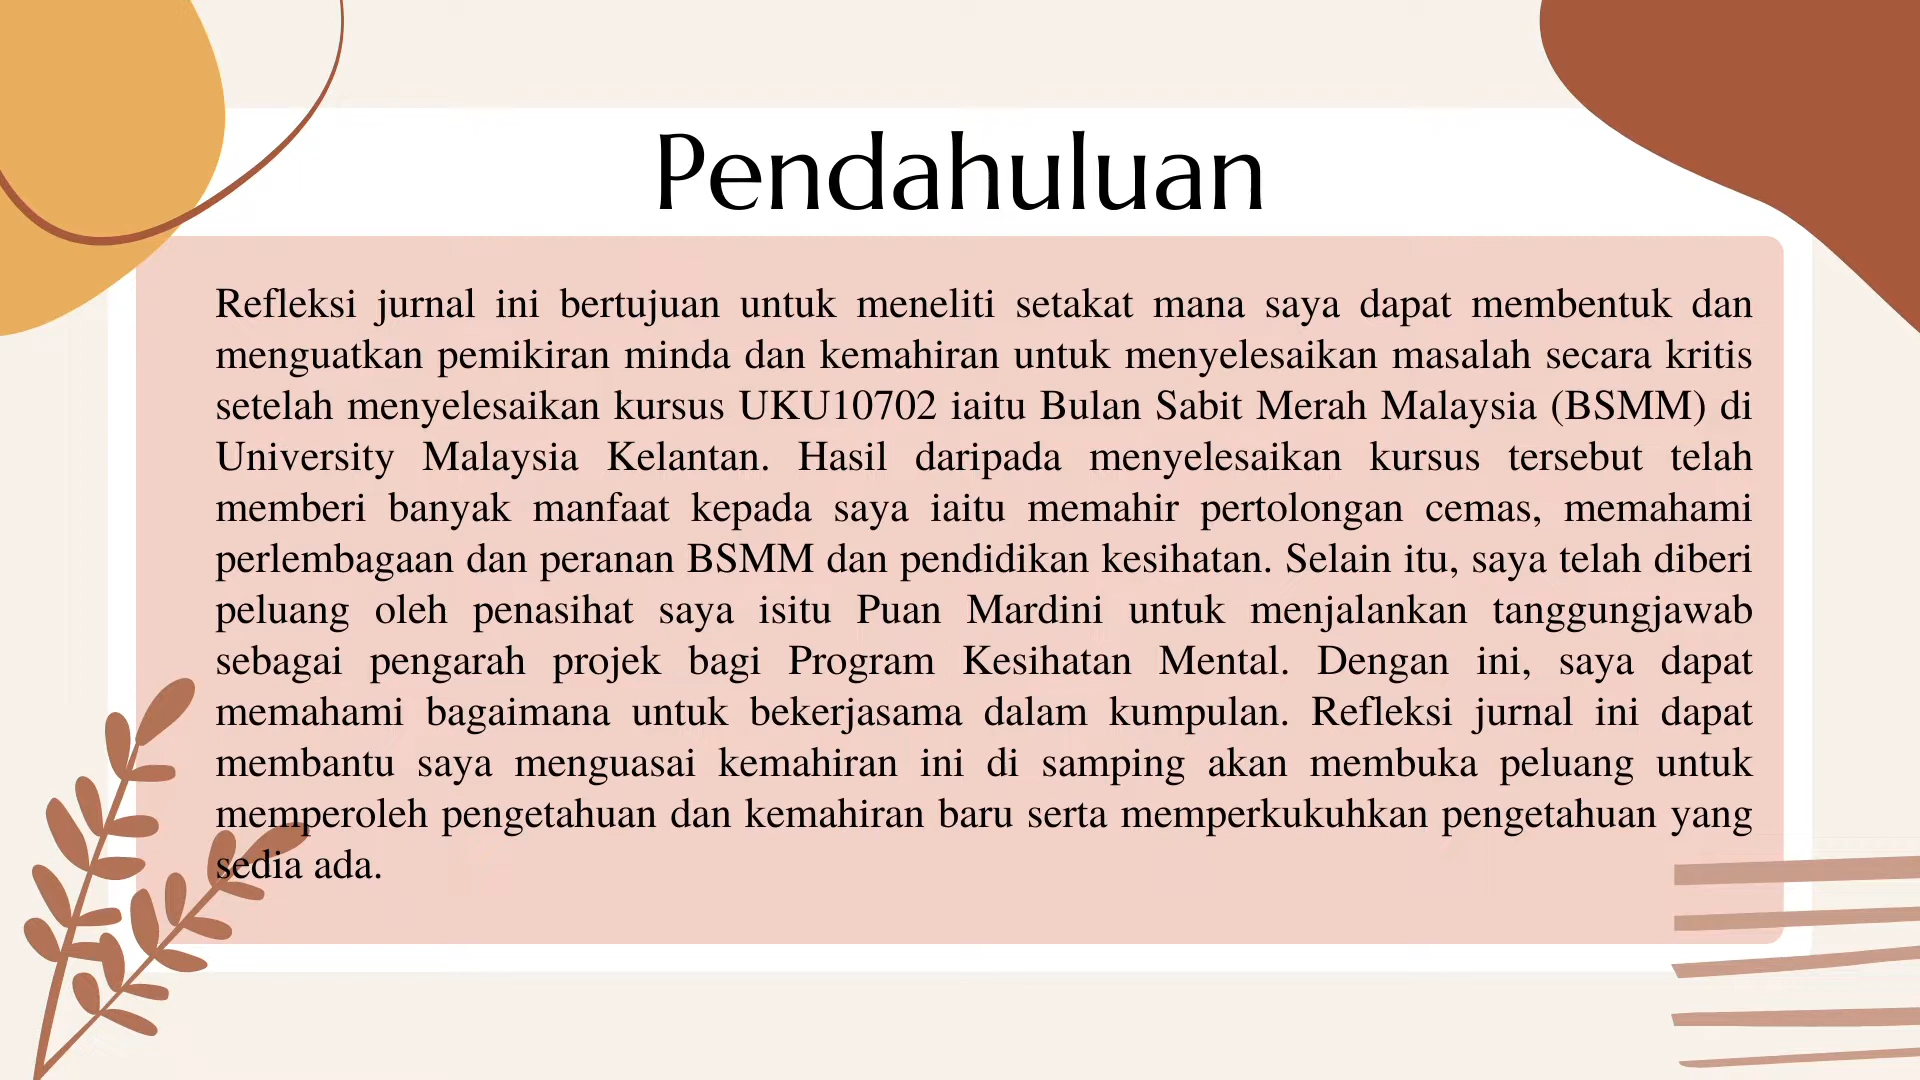 Pendahuluan
Refleksi jurnal ini bertujuan untuk meneliti setakat mana saya dapat membentuk dan
menguatkan pemikiran minda dan kemahiran untuk menyelesaikan masalah secara kritis
setelah menyelesaikan kursus UKU10702 iaitu Bulan Sabit Merah Malaysia (BSMM) di
University Malaysia Kelantan. Hasil daripada menyelesaikan kursus tersebut telah
memberi banyak manfaat kepada saya iaitu memahir pertolongan cemas, memahami
perlembagaan dan peranan BSMM dan pendidikan kesihatan. Selain itu, saya telah diberi
peluang oleh penasihat saya isitu Puan Mardini untuk menjalankan tanggungjawab
sebagai pengarah projek bagi Program Kesihatan Mental. Dengan ini, saya dapat
memahami bagaimana untuk bekerjasama dalam kumpulan. Refleksi jurnal ini dapat
membantu saya menguasai kemahiran ini di samping akan membuka peluang untuk
memperoleh pengetahuan dan kemahiran baru serta memperkukuhkan pengetahuan yang
sedia ada.